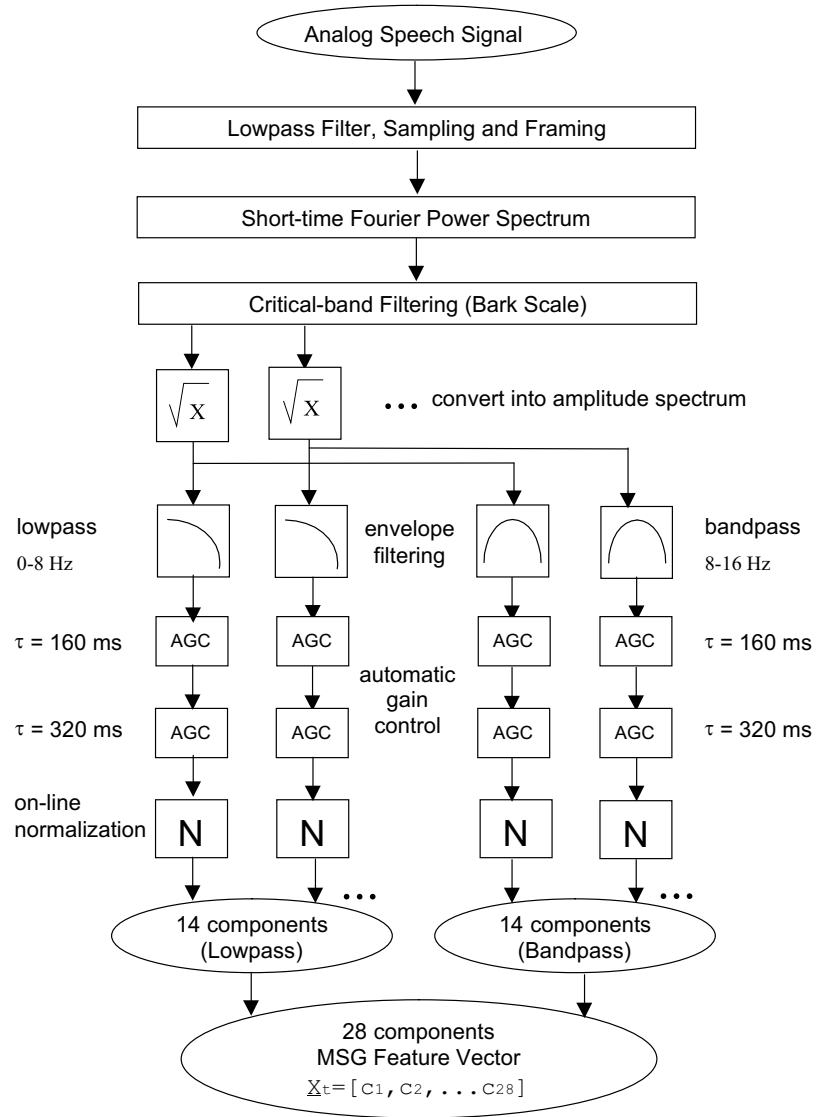 Analog Speech Signal
Lowpass Filter, Sampling and Framing
Short-time Fourier Power Spectrum
Critical-band Filtering (Bark Scale)
√X √X ... convert into amplitude spectrum
lowpass
0-8 Hz
envelope
filtering
bandpass
8-16 Hz
τ = 160 ms AGC AGC AGC AGC τ = 160 ms
automatic
gain
control
τ = 320 ms AGC AGC AGC AGC τ = 320 ms
on-line
normalization
N N N N
... ...
14 components
(Lowpass)
14 components
(Bandpass)
28 components
MSG Feature Vector
Xt=[c1,c2,...c28]